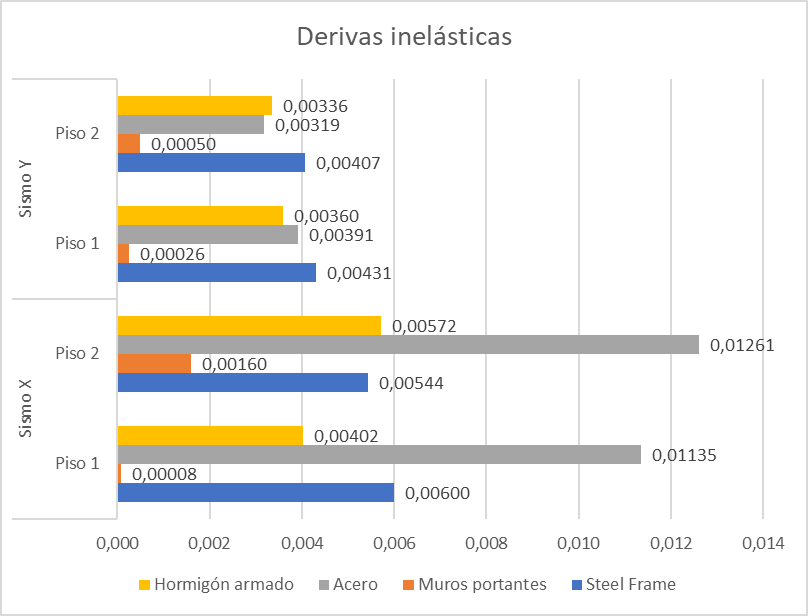 Derivas inelásticas
Sismo Y
Piso 2
0,00336
0,00319
0,00050
0,00407
Piso 1
0,00360
0,00391
0,00026
0,00431
Sismo X
Piso 2
0,00572
0,01261
0,00160
0,00544
Piso 1
0,00402
0,01135
0,00008
0,00600
0,000 0,002 0,004 0,006 0,008 0,010 0,012 0,014
Hormigón armado Acero Muros portantes Steel Frame